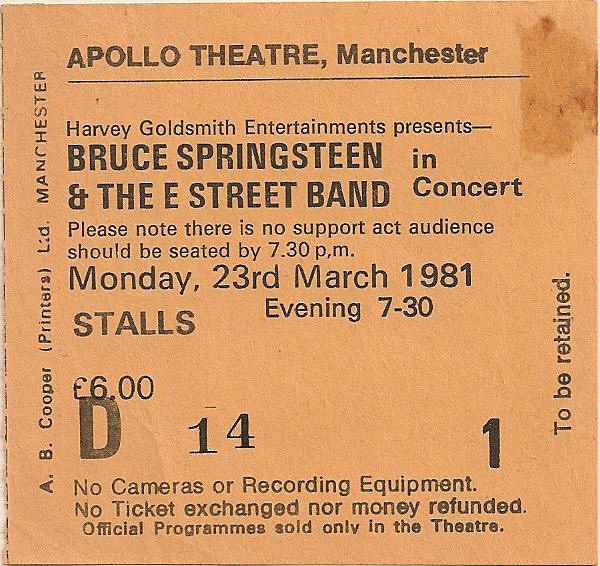 APOLLO THEATRE, Manchester
Harvey Goldsmith Entertainments presents—
BRUCE SPRINGSTEEN in
& THE E STREET BAND Concert
Please note there is no support act audience
should be seated by 7.30 p,m.
Monday, 23rd March 1981
Evening 7-30
STALLS
£6.00
D 14 1
No Cameras or Recording Equipment.
No Ticket exchanged nor money refunded.
Official Programmes sold only in the Theatre.
A. B. Cooper (Printers) Ltd. MANCHESTER
To be retained.